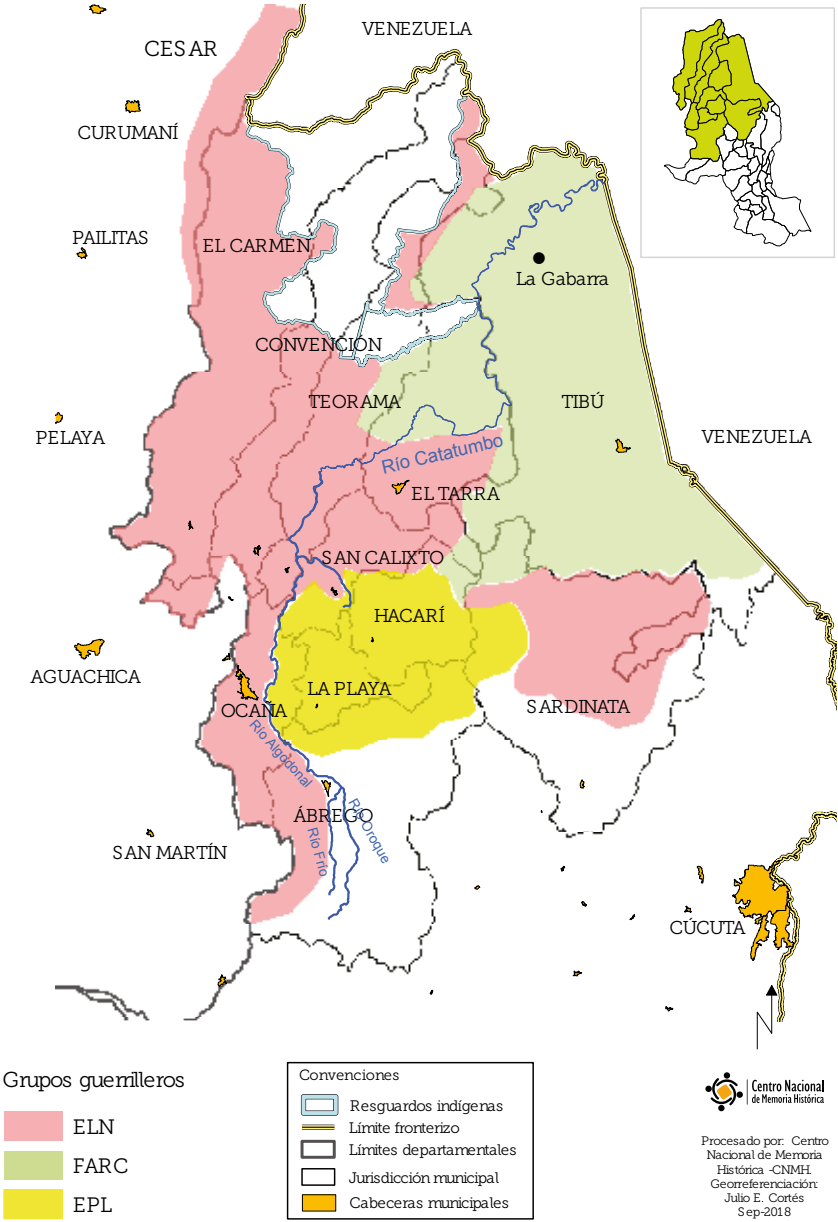 VENEZUELA
CESAR
CURUMANÍ
PAILITAS
EL CARMEN
La Gabarra
CONVENCIÓN
TEORAMA
TIBÚ
PELAYA
VENEZUELA
Río Catatumbo
EL TARRA
SAN CALIXTO
HACARÍ
AGUACHICA
LA PLAYA
OCAÑA
SARDINATA
Río Algodonal
ÁBREGO
Río Oroque
Río Frío
SAN MARTÍN
CÚCUTA
N
Grupos guerrilleros
ELN
FARC
EPL
Convenciones
Resguardos indígenas
Límite fronterizo
Límites departamentales
Jurisdicción municipal
Cabeceras municipales
Centro Nacional
de Memoria Histórica
Procesado por: Centro
Nacional de Memoria
Histórica -CNMH.
Georreferenciación:
Julio E. Cortés
Sep-2018